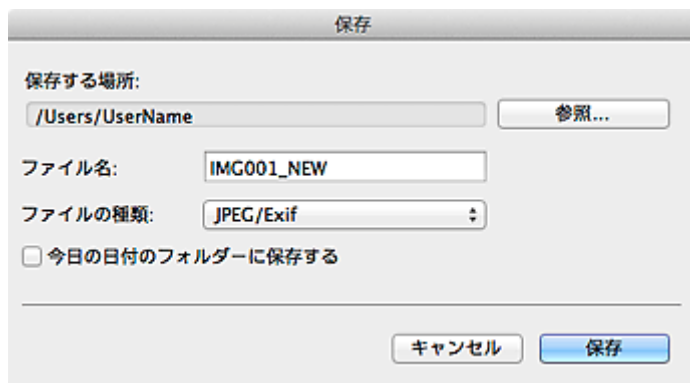 保存
保存する場所:
/Users/UserName
参照...
ファイル名:
IMG001_NEW
ファイルの種類:
JPEG/Exif
今日の日付のフォルダーに保存する
キャンセル
保存